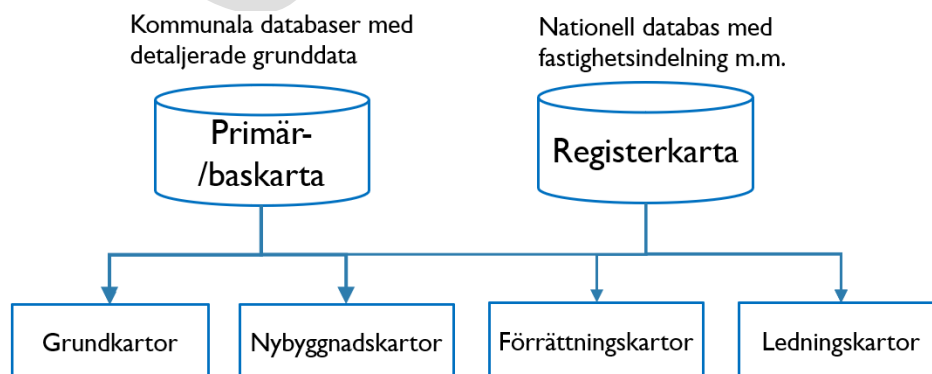 Kommunala databaser med
detaljerade grunddata
Nationell databas med
fastighetsindelning m.m.
Primär-
/baskarta
Registerkarta
Grundkartor
Nybyggnadskartor
Förrättningskartor
Ledningskartor